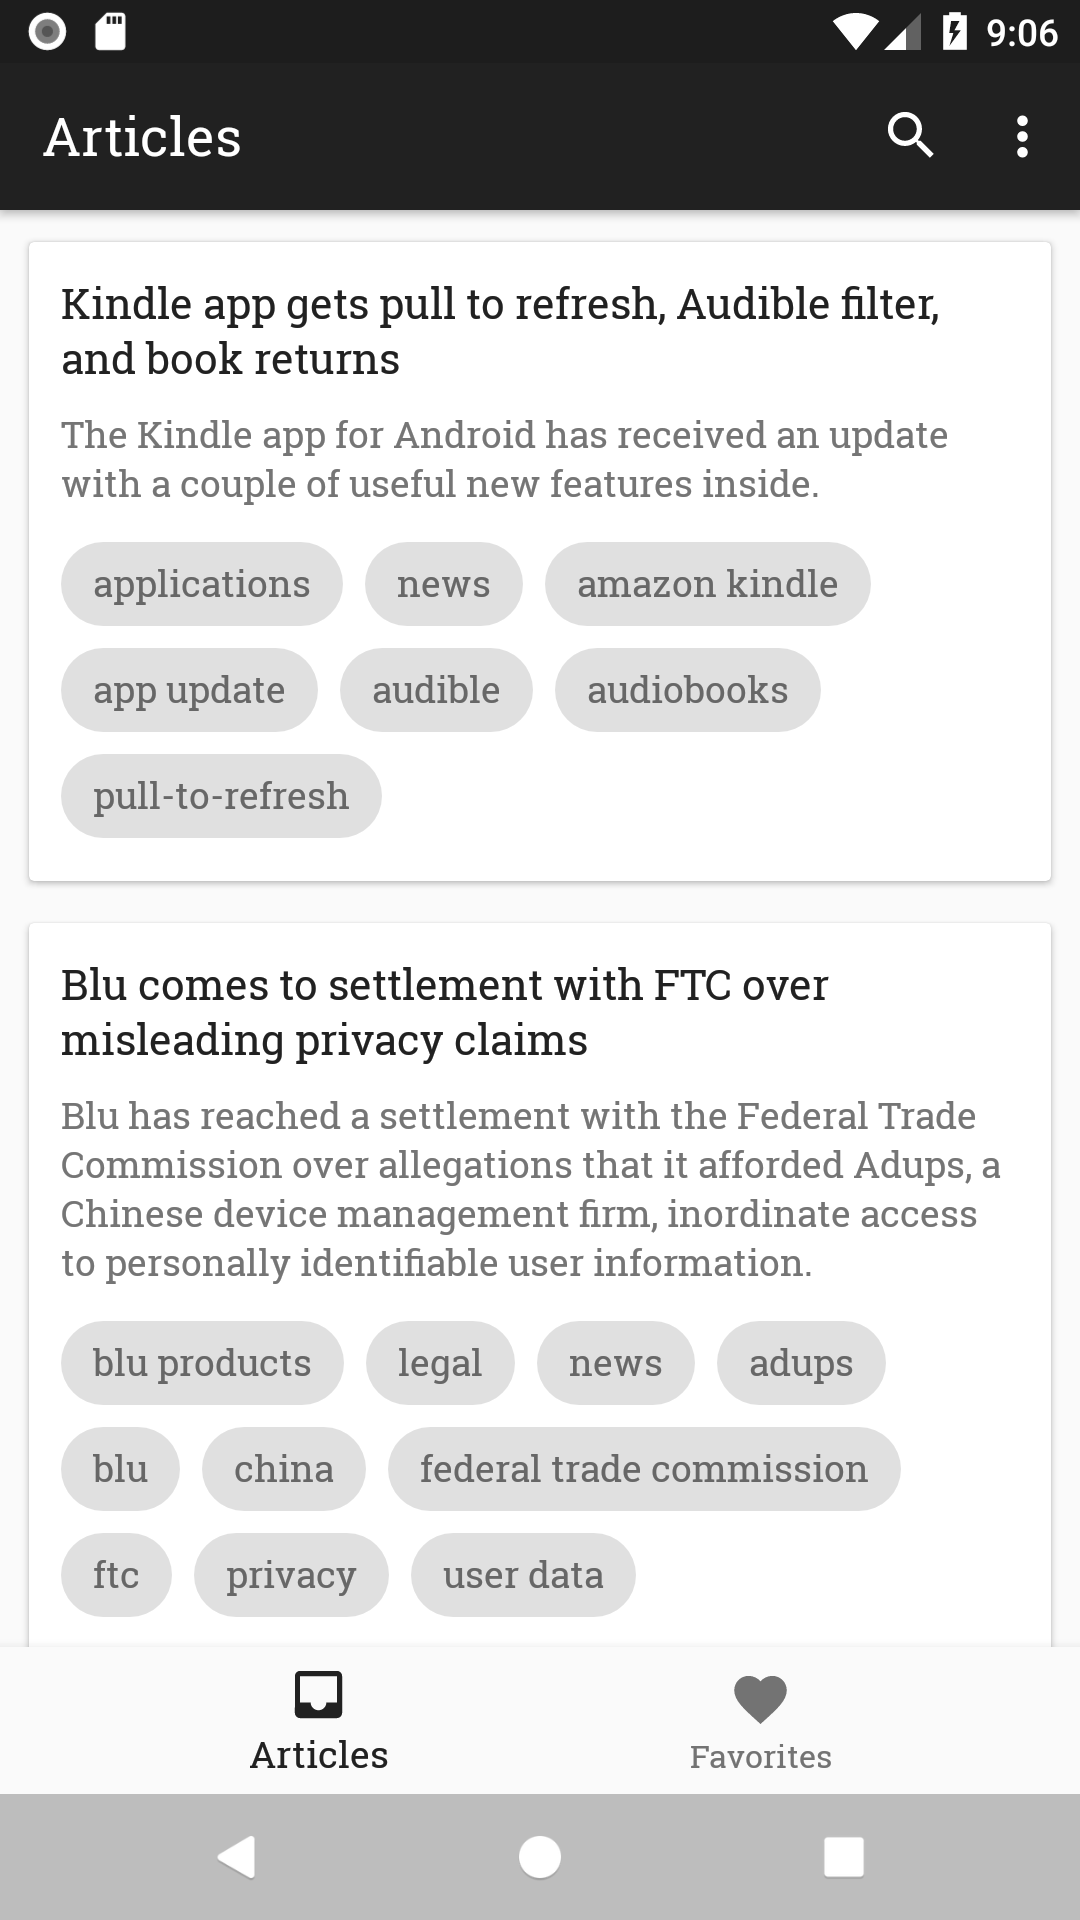 9:06
Articles
Kindle app gets pull to refresh, Audible filter,
and book returns
The Kindle app for Android has received an update
with a couple of useful new features inside.
applications news amazon kindle
app update audible audiobooks
pull-to-refresh
Blu comes to settlement with FTC over
misleading privacy claims
Blu has reached a settlement with the Federal Trade
Commission over allegations that it afforded Adups, a
Chinese device management firm, inordinate access
to personally identifiable user information.
blu products legal news adups
blu china federal trade commission
ftc privacy user data
Articles Favorites